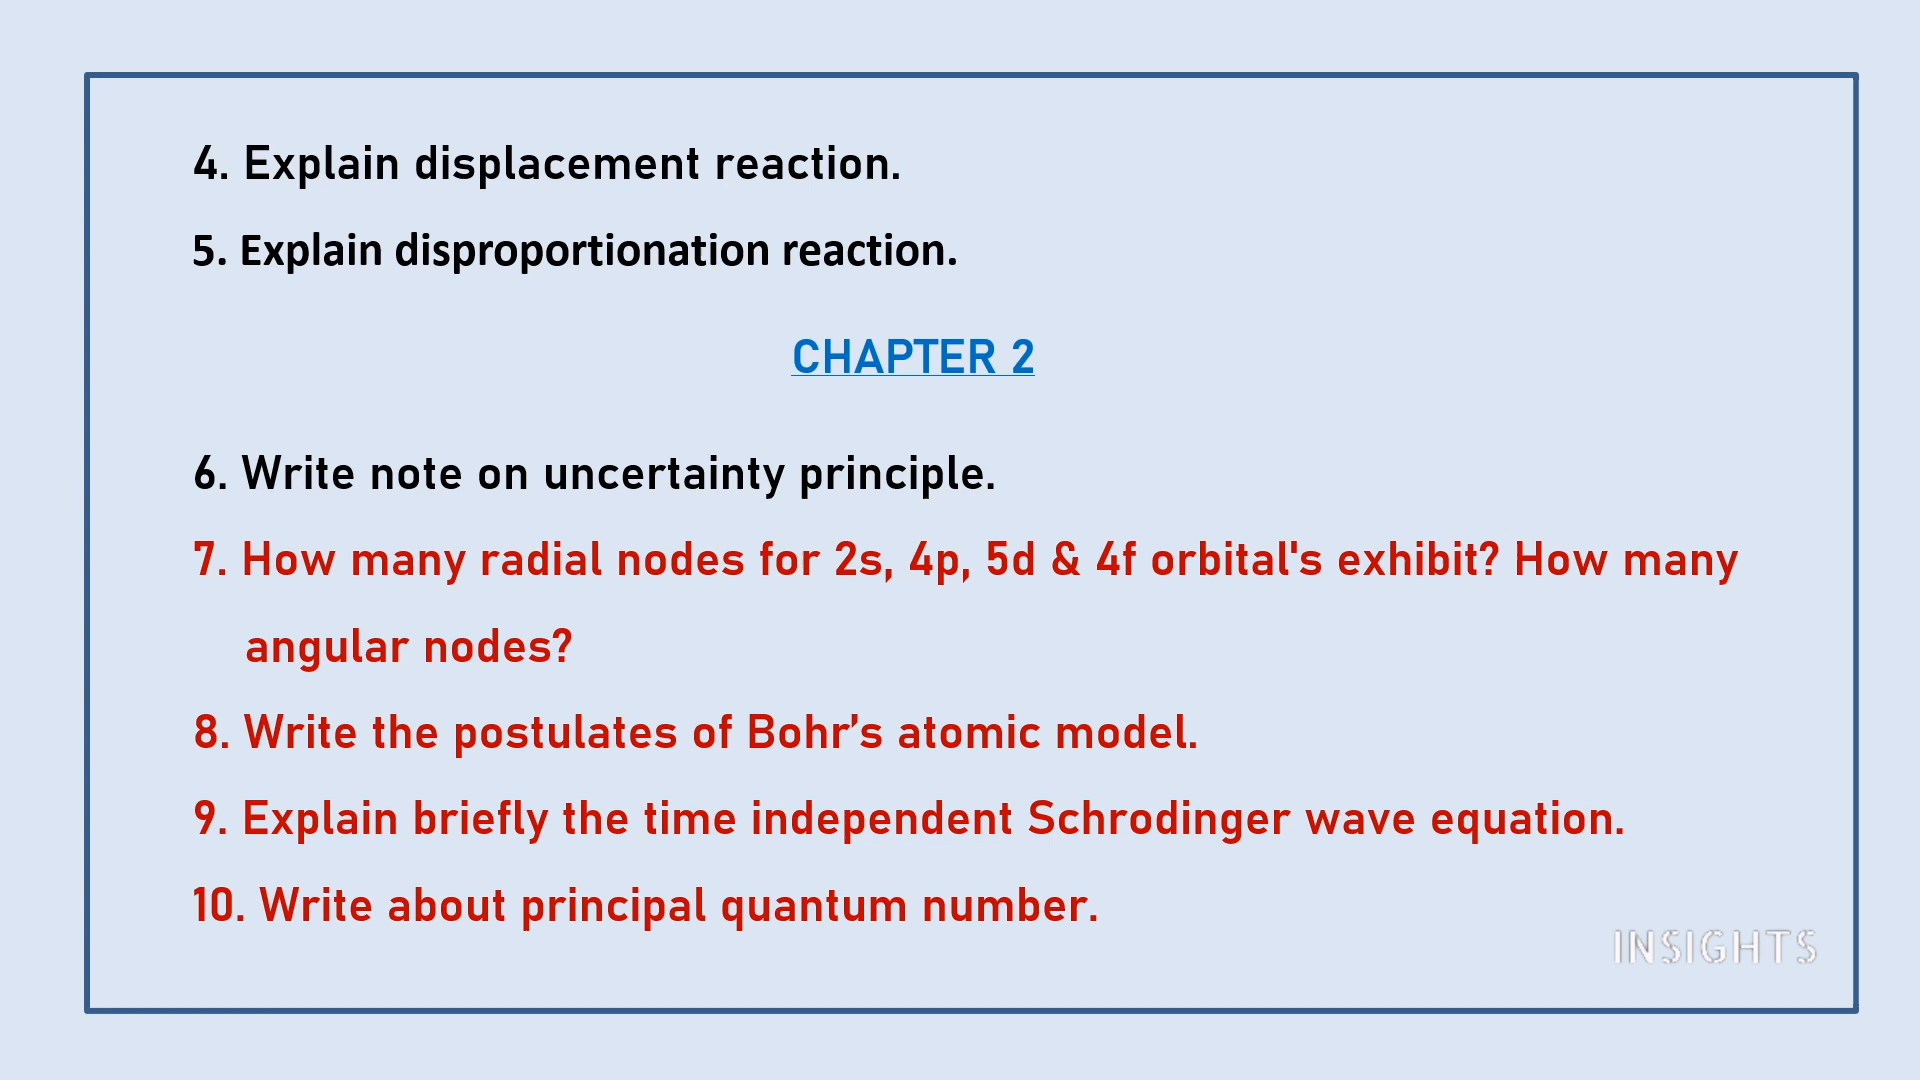 4. Explain displacement reaction.
5. Explain disproportionation reaction.
CHAPTER 2
6. Write note on uncertainty principle.
7. How many radial nodes for 2s, 4p, 5d & 4f orbital's exhibit? How many
angular nodes?
8. Write the postulates of Bohr’s atomic model.
9. Explain briefly the time independent Schrodinger wave equation.
10. Write about principal quantum number.
INSIGHTS